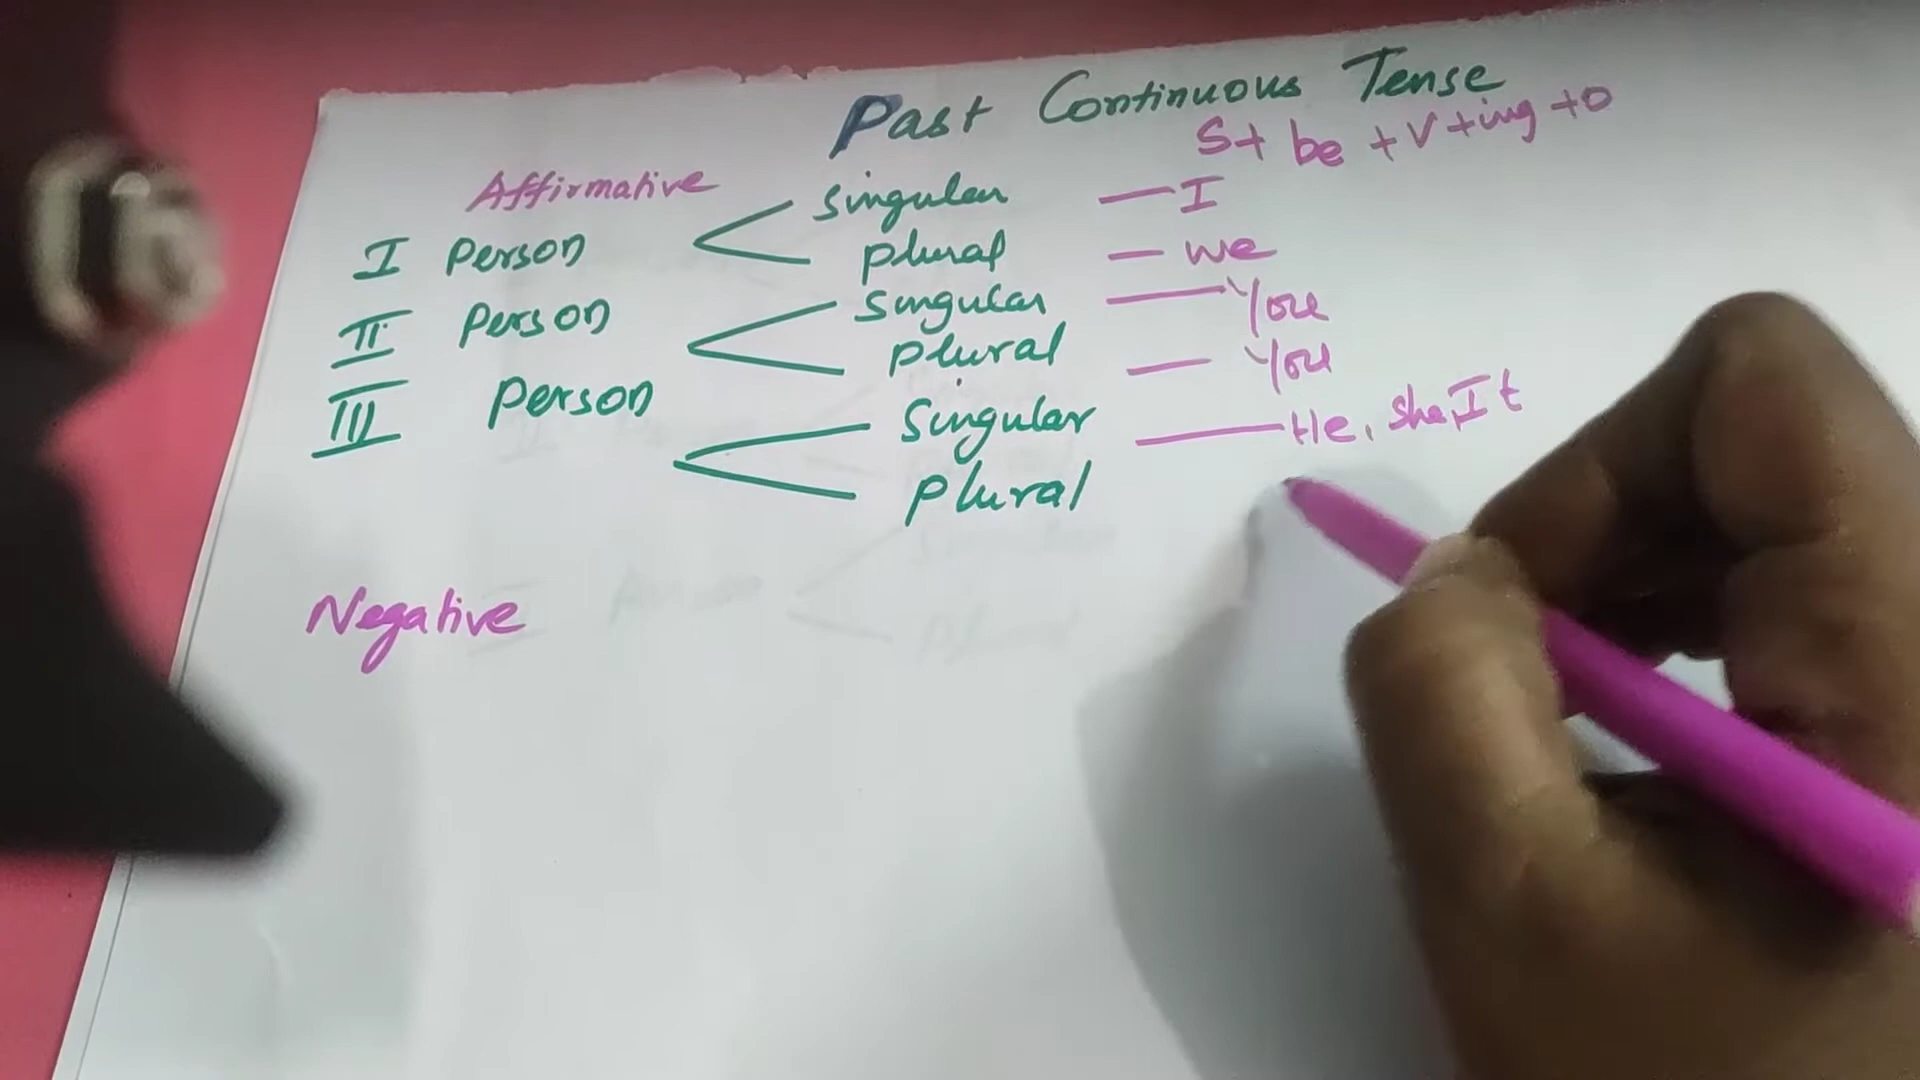 Past Continuous Tense
S+ be +V+ing+o
Affirmative
I Person
singular — I
plural — we
II Person
singular — You
plural — You
III Person
Singular — He, she, It
plural
Negative